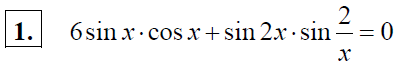 1. 6 sin x · cos x + sin 2x · sin 2/x = 0